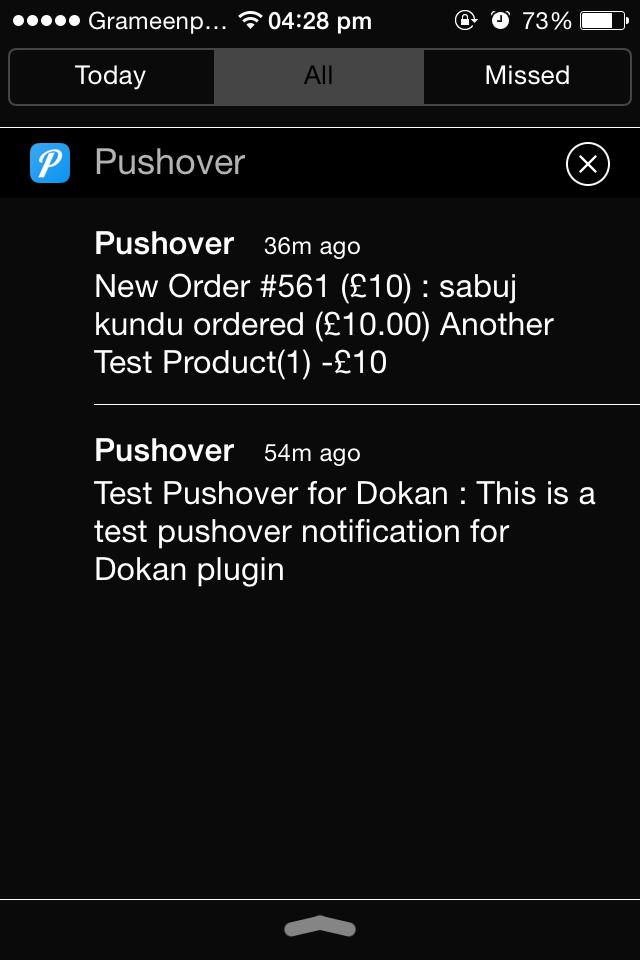 Grameenp... 04:28 pm 73%
Today All Missed
Pushover
Pushover 36m ago
New Order #561 (£10) : sabuj
kundu ordered (£10.00) Another
Test Product(1) -£10
Pushover 54m ago
Test Pushover for Dokan : This is a
test pushover notification for
Dokan plugin